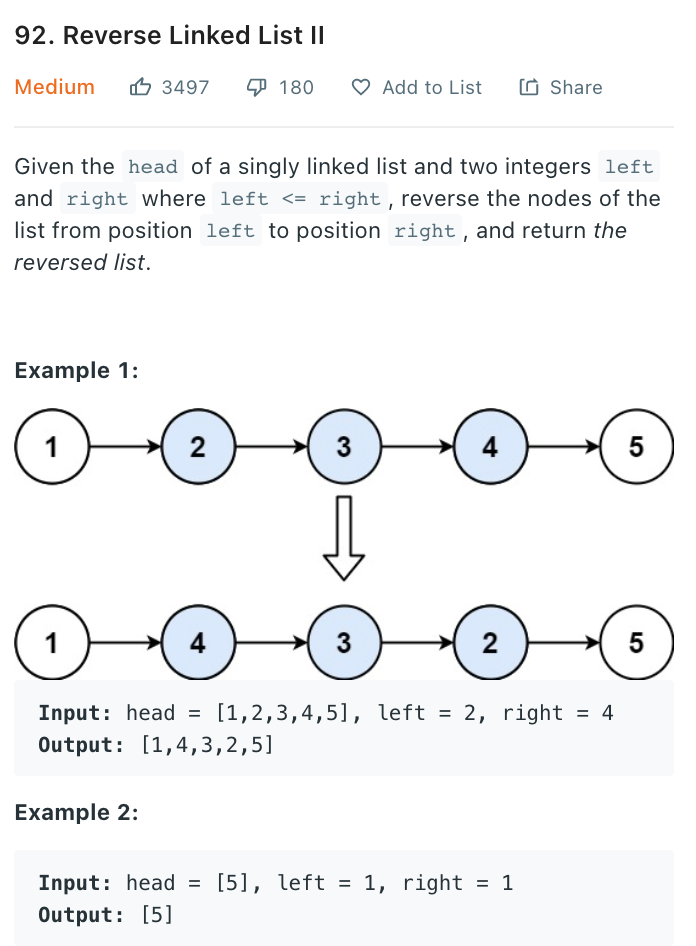 92. Reverse Linked List II
Medium 3497 180 Add to List Share
Given the head of a singly linked list and two integers left
and right where left <= right, reverse the nodes of the
list from position left to position right, and return the
reversed list.
Example 1:
1 2 3 4 5
1 4 3 2 5
Input: head = [1,2,3,4,5], left = 2, right = 4
Output: [1,4,3,2,5]
Example 2:
Input: head = [5], left = 1, right = 1
Output: [5]